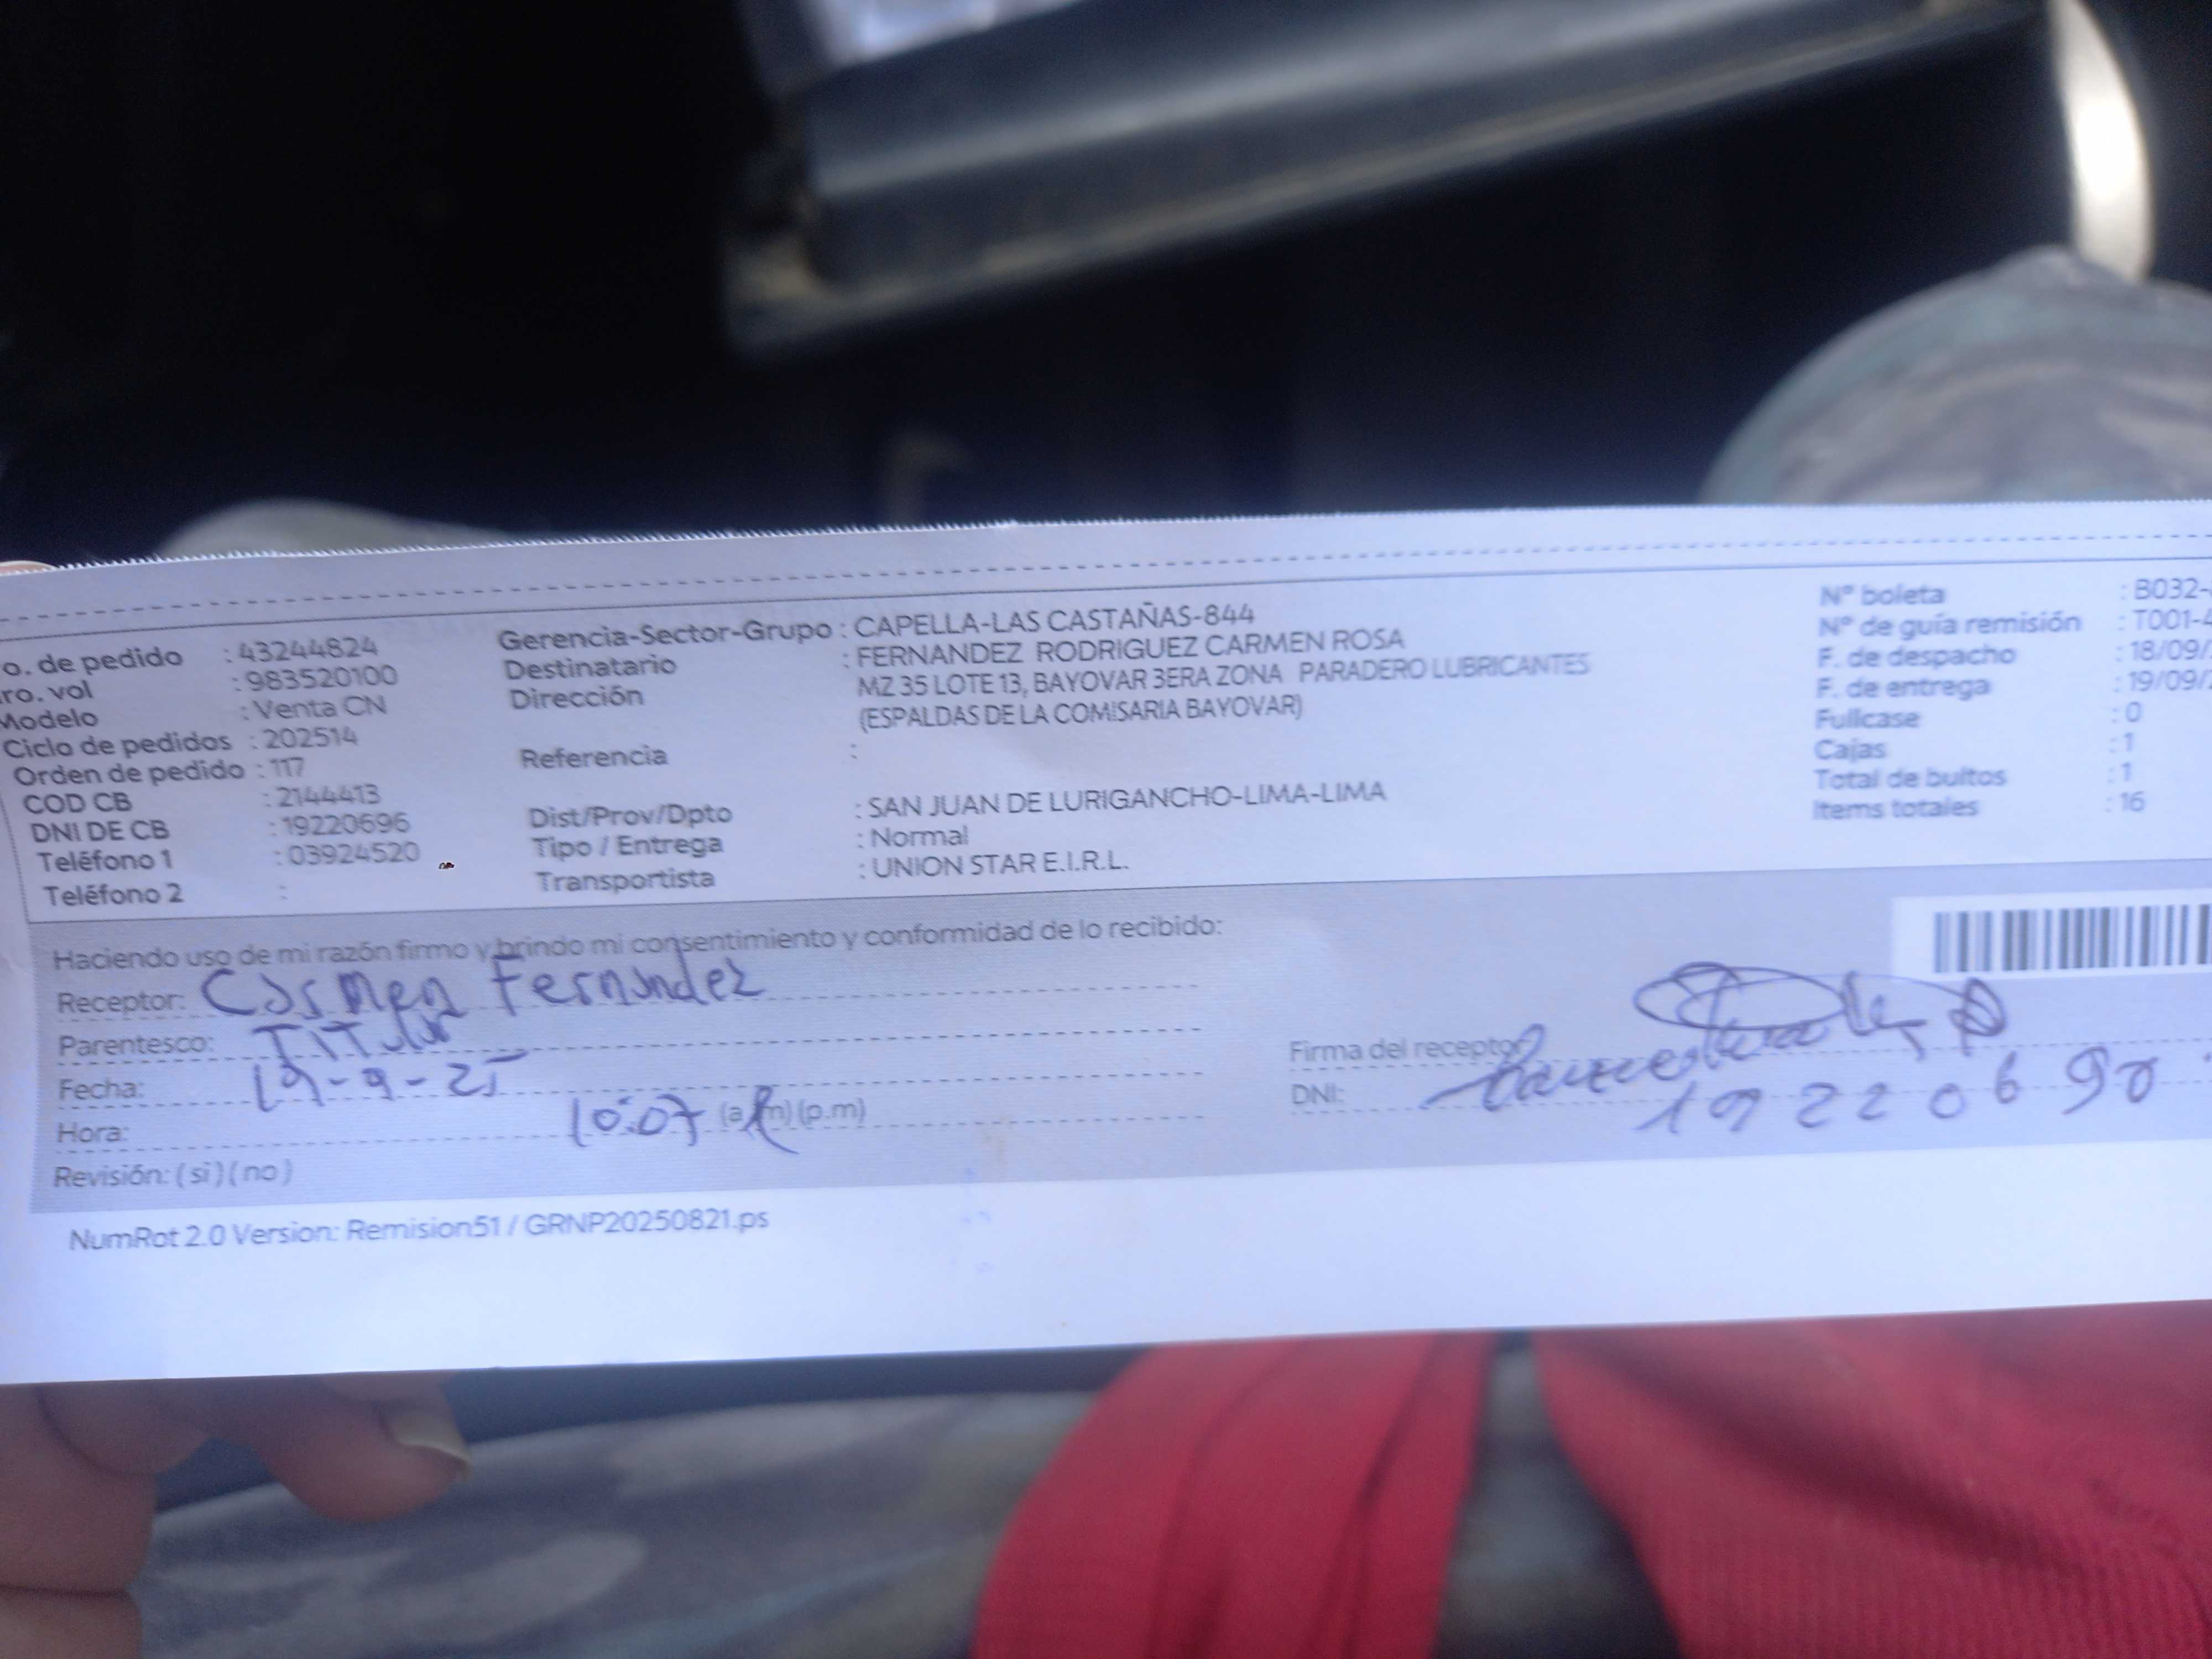 o. de pedido : 43244824
ro. vol : 983520100
Modelo : Venta CN
Ciclo de pedidos : 202514
Orden de pedido : 117
COD CB : 2144413
DNI DE CB : 19220696
Teléfono 1 : 03924520
Teléfono 2 :
Gerencia-Sector-Grupo : CAPELLA-LAS CASTAÑAS-844
Destinatario : FERNANDEZ RODRIGUEZ CARMEN ROSA
Dirección MZ 35 LOTE 13, BAYOVAR 3ERA ZONA PARADERO LUBRICANTES
(ESPALDAS DE LA COMISARIA BAYOVAR)
Referencia :
Dist/Prov/Dpto : SAN JUAN DE LURIGANCHO-LIMA-LIMA
Tipo / Entrega : Normal
Transportista : UNION STAR E.I.R.L.
Nº boleta : B032-
Nº de guía remisión : T001-4
F. de despacho : 18/09/
F. de entrega : 19/09/
Fullcase : 0
Cajas : 1
Total de bultos : 1
Items totales : 16
Haciendo uso de mi razón firmo y brindo mi consentimiento y conformidad de lo recibido:
Receptor: Carmen Fernandez
Parentesco: TITular
Fecha: 19-9-25
Hora: 10:07 (a.m) (p.m)
Revisión: (si) (no)
Firma del receptor
DNI: 192206 90
NumRot 2.0 Version: Remision51 / GRNP20250821.ps